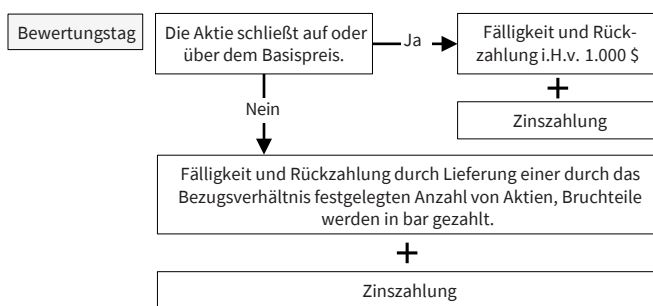 Bewertungstag
Die Aktie schließt auf oder
über dem Basispreis.
Ja
Fälligkeit und Rück-
zahlung i.H.v. 1.000 $
+
Zinszahlung
Nein
Fälligkeit und Rückzahlung durch Lieferung einer durch das
Bezugsverhältnis festgelegten Anzahl von Aktien, Bruchteile
werden in bar gezahlt.
+
Zinszahlung